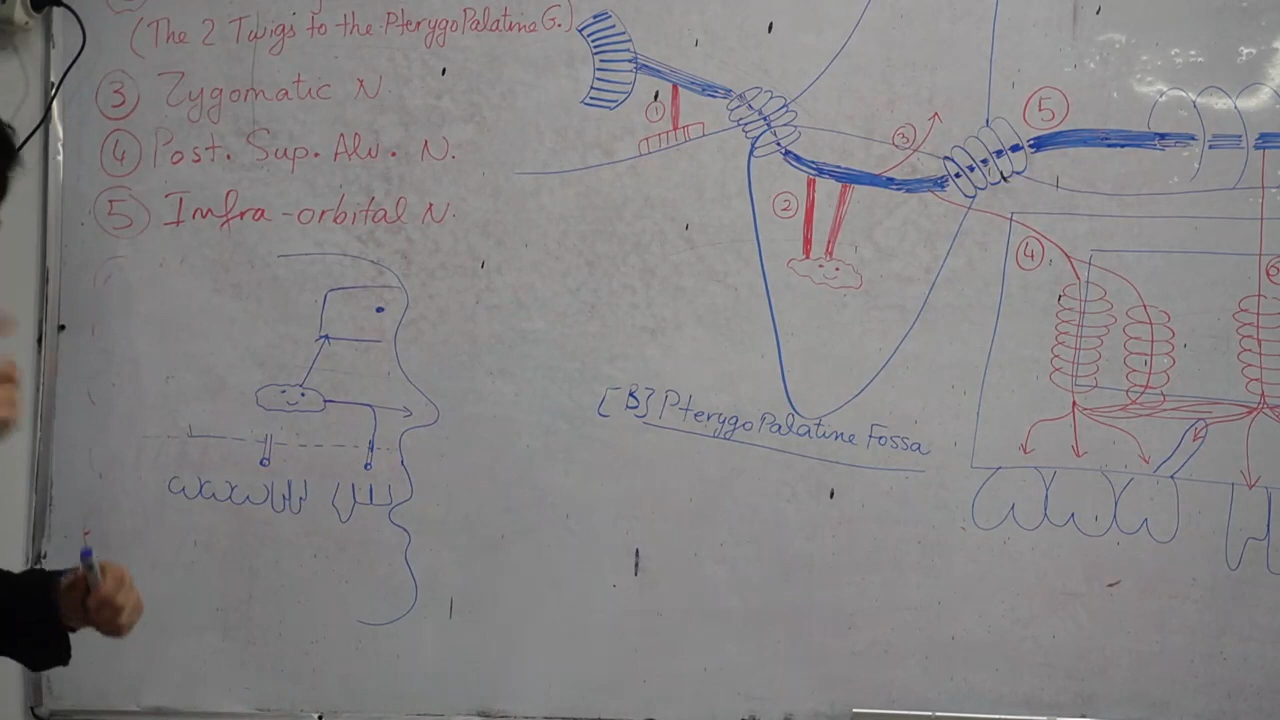 (The 2 Twigs to the PterygoPalatine G.)
③ Zygomatic N.
④ Post. Sup. Alv. N.
⑤ Infra-orbital N.
①
②
③
⑤
④
6
[B] PterygoPalatine Fossa